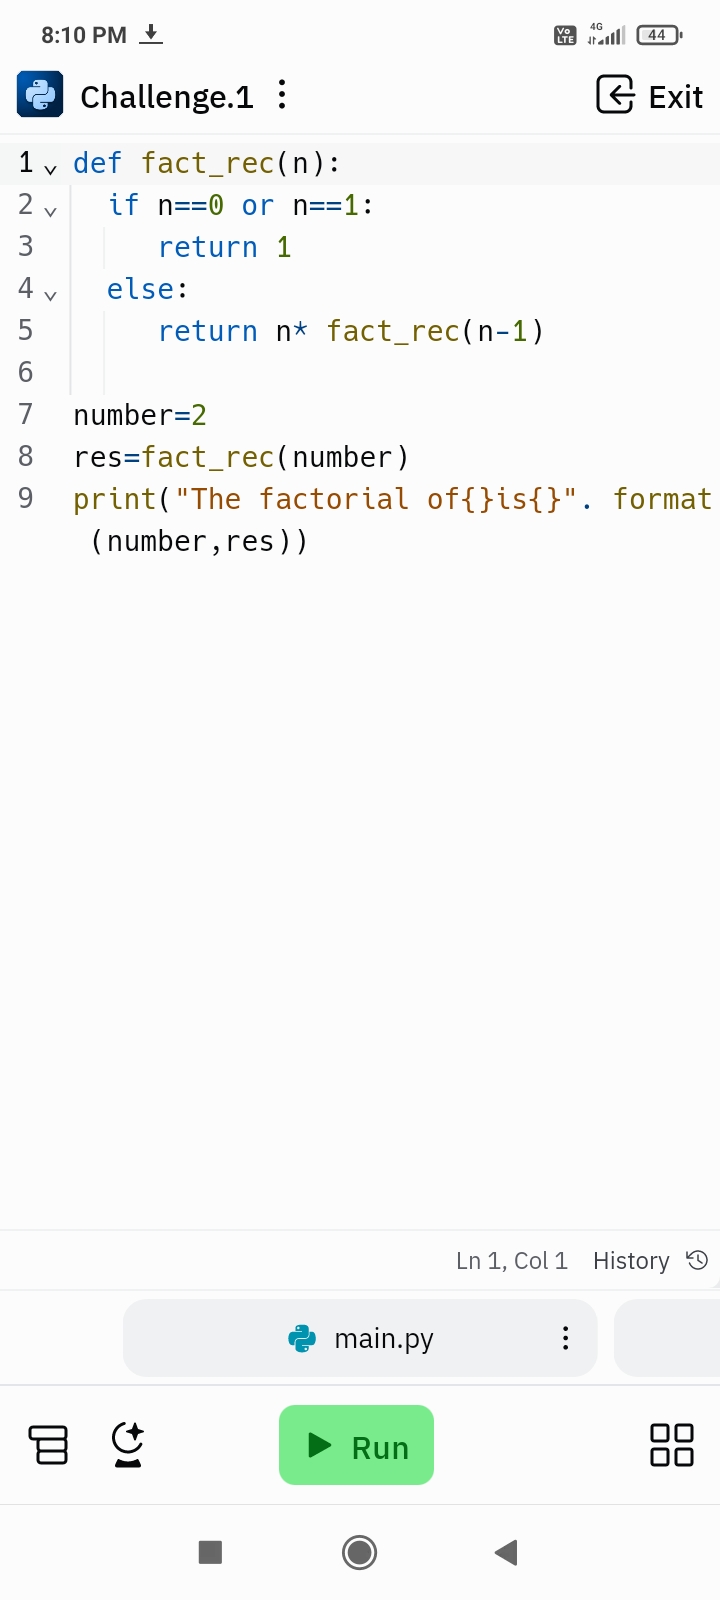 8:10 PM Vo LTE 4G 44
Challenge.1 Exit
1 def fact_rec(n):
2 if n==0 or n==1:
3 return 1
4 else:
5 return n* fact_rec(n-1)
6
7 number=2
8 res=fact_rec(number)
9 print("The factorial of{}is{}". format
(number,res))
Ln 1, Col 1 History
main.py
Run